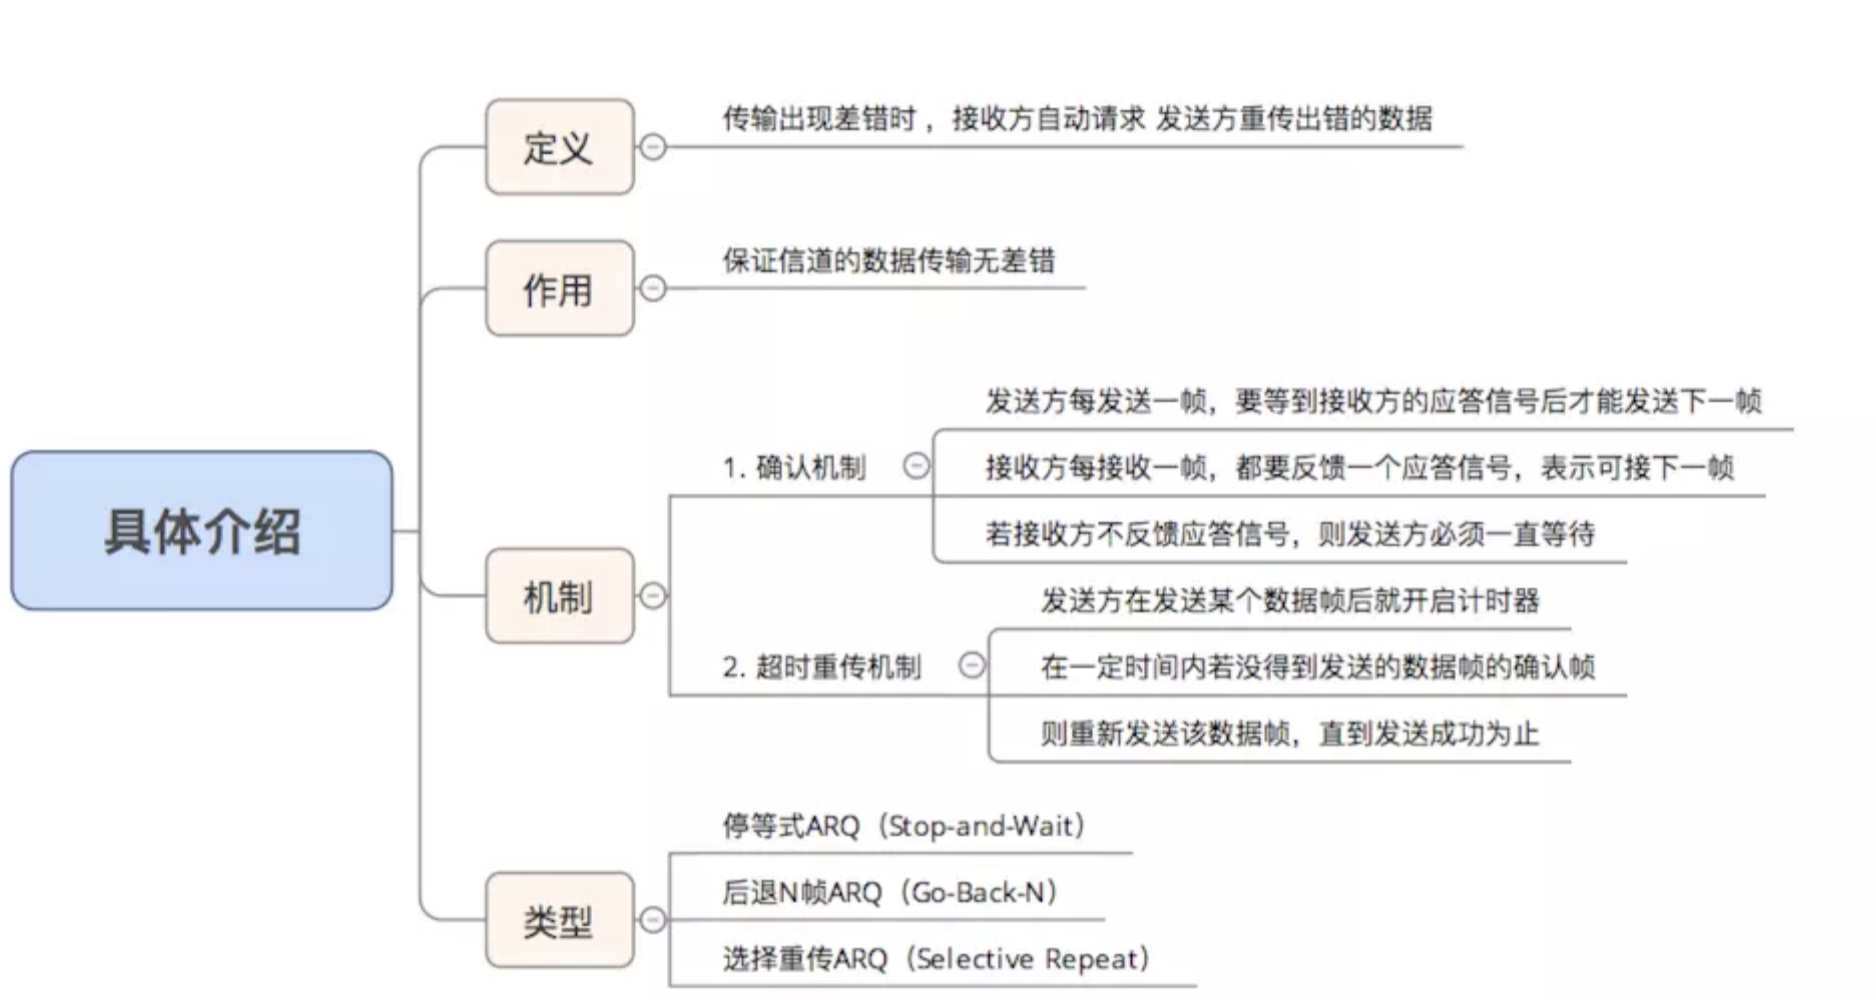 具体介绍
定义
传输出现差错时，接收方自动请求 发送方重传出错的数据
作用
保证信道的数据传输无差错
机制
1. 确认机制
发送方每发送一帧，要等到接收方的应答信号后才能发送下一帧
接收方每接收一帧，都要反馈一个应答信号，表示可接下一帧
若接收方不反馈应答信号，则发送方必须一直等待
2. 超时重传机制
发送方在发送某个数据帧后就开启计时器
在一定时间内若没得到发送的数据帧的确认帧
则重新发送该数据帧，直到发送成功为止
类型
停等式ARQ（Stop-and-Wait）
后退N帧ARQ（Go-Back-N）
选择重传ARQ（Selective Repeat）